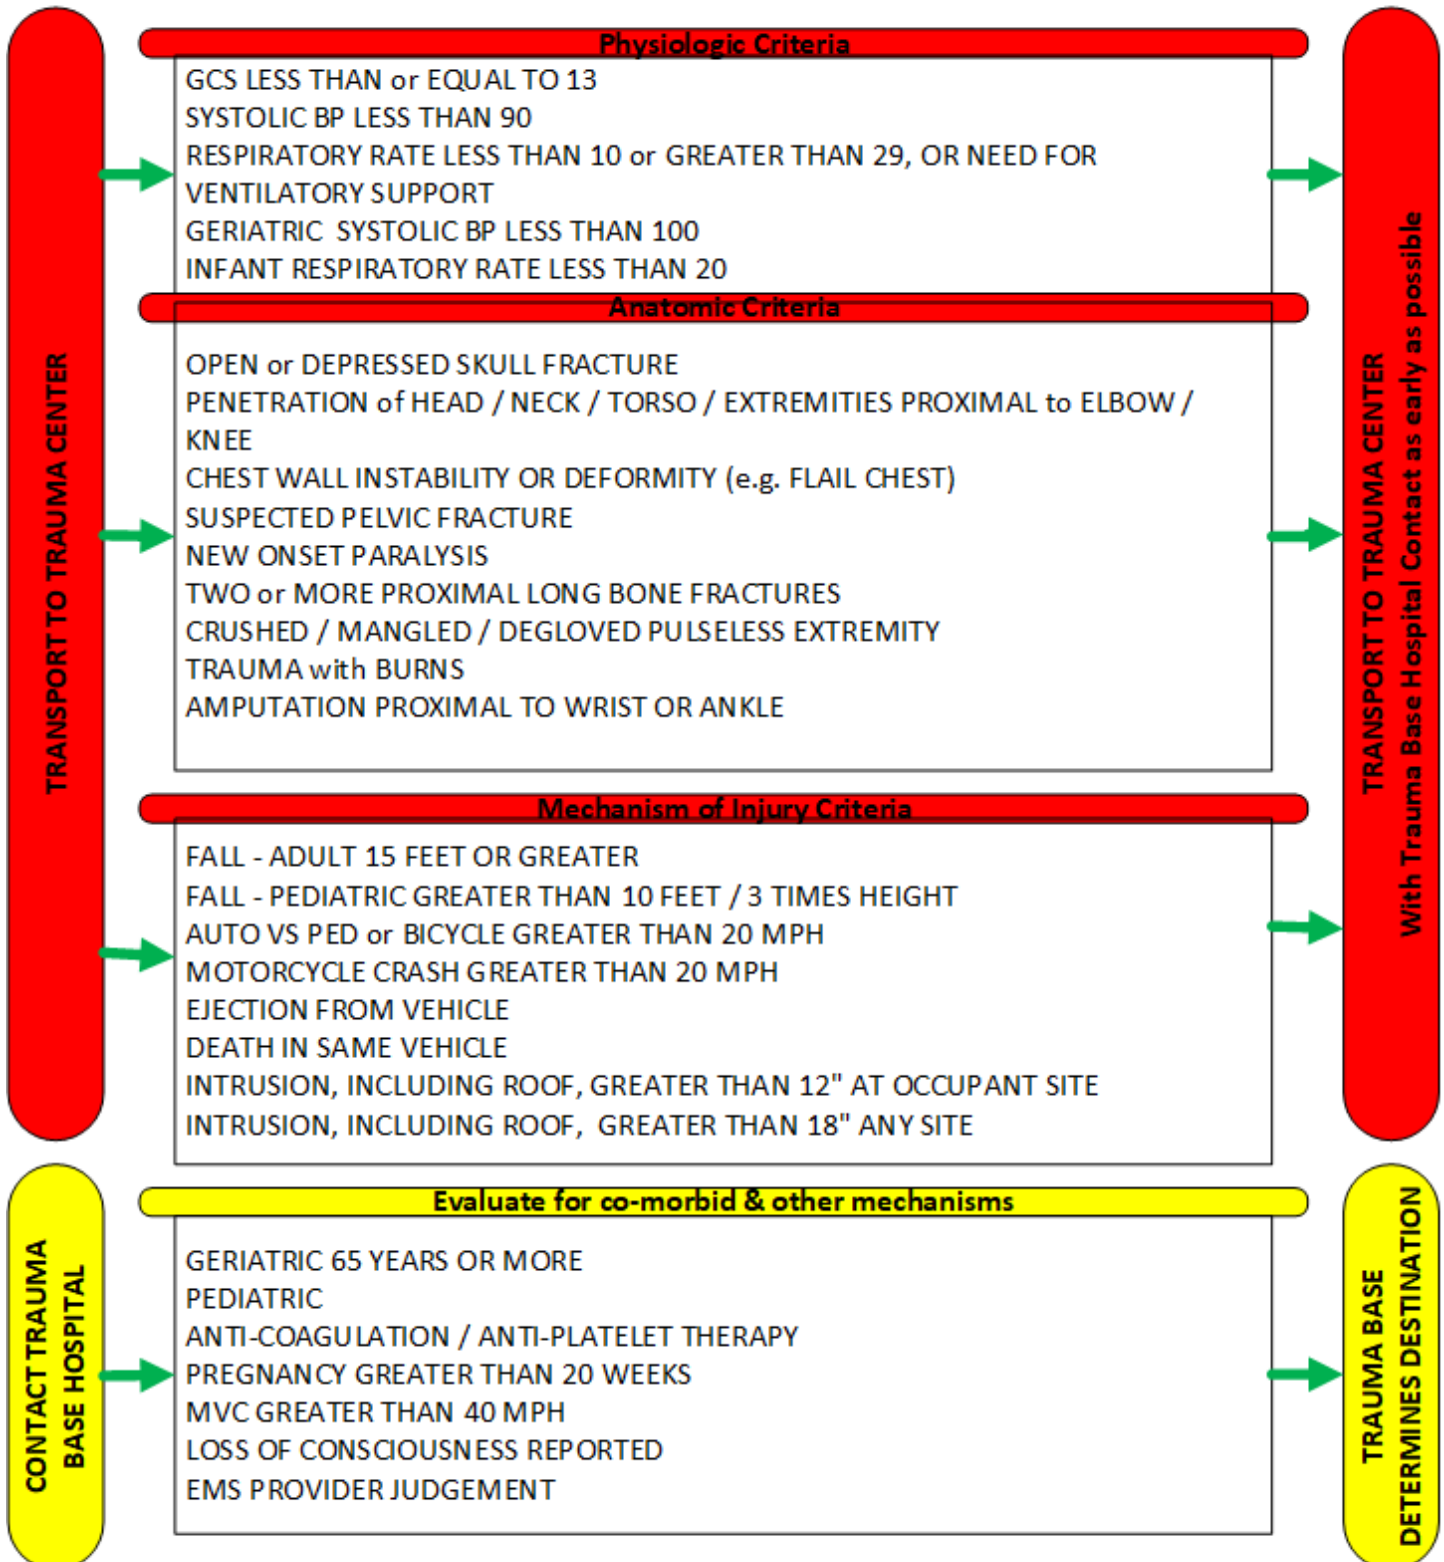 TRANSPORT TO TRAUMA CENTER
Physiologic Criteria
GCS LESS THAN or EQUAL TO 13
SYSTOLIC BP LESS THAN 90
RESPIRATORY RATE LESS THAN 10 or GREATER THAN 29, OR NEED FOR
VENTILATORY SUPPORT
GERIATRIC SYSTOLIC BP LESS THAN 100
INFANT RESPIRATORY RATE LESS THAN 20
Anatomic Criteria
OPEN or DEPRESSED SKULL FRACTURE
PENETRATION of HEAD / NECK / TORSO / EXTREMITIES PROXIMAL to ELBOW /
KNEE
CHEST WALL INSTABILITY OR DEFORMITY (e.g. FLAIL CHEST)
SUSPECTED PELVIC FRACTURE
NEW ONSET PARALYSIS
TWO or MORE PROXIMAL LONG BONE FRACTURES
CRUSHED / MANGLED / DEGLOVED PULSELESS EXTREMITY
TRAUMA with BURNS
AMPUTATION PROXIMAL TO WRIST OR ANKLE
Mechanism of Injury Criteria
FALL - ADULT 15 FEET OR GREATER
FALL - PEDIATRIC GREATER THAN 10 FEET / 3 TIMES HEIGHT
AUTO VS PED or BICYCLE GREATER THAN 20 MPH
MOTORCYCLE CRASH GREATER THAN 20 MPH
EJECTION FROM VEHICLE
DEATH IN SAME VEHICLE
INTRUSION, INCLUDING ROOF, GREATER THAN 12" AT OCCUPANT SITE
INTRUSION, INCLUDING ROOF, GREATER THAN 18" ANY SITE
TRANSPORT TO TRAUMA CENTER
With Trauma Base Hospital Contact as early as possible
CONTACT TRAUMA
BASE HOSPITAL
Evaluate for co-morbid & other mechanisms
GERIATRIC 65 YEARS OR MORE
PEDIATRIC
ANTI-COAGULATION / ANTI-PLATELET THERAPY
PREGNANCY GREATER THAN 20 WEEKS
MVC GREATER THAN 40 MPH
LOSS OF CONSCIOUSNESS REPORTED
EMS PROVIDER JUDGEMENT
TRAUMA BASE
DETERMINES DESTINATION